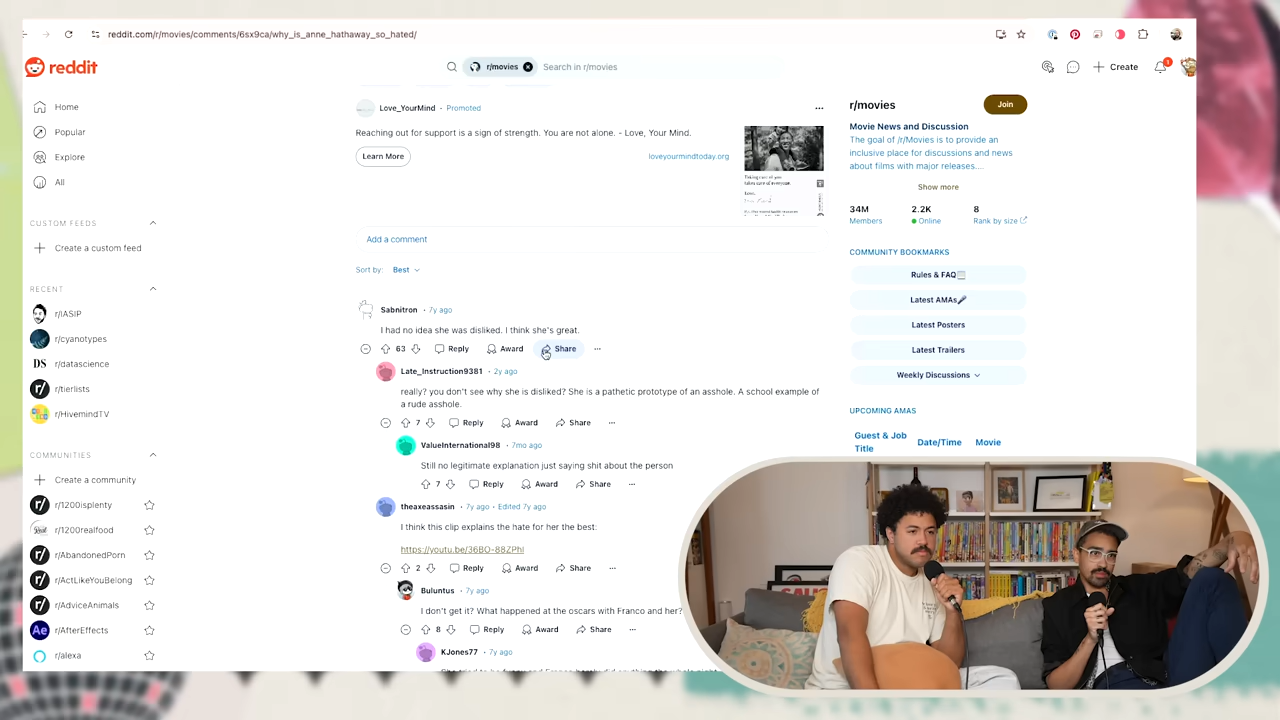 reddit.com/r/movies/comments/6sx9ca/why_is_anne_hathaway_so_hated/
reddit
r/movies
Search in r/movies
Create
1
Home
Popular
Explore
All
CUSTOM FEEDS
Create a custom feed
RECENT
r/IASIP
r/cyanotypes
DS r/datascience
r/tierlists
r/HivemindTV
COMMUNITIES
Create a community
r/1200isplenty
r/1200realfood
r/AbandonedPorn
r/ActLikeYouBelong
r/AdviceAnimals
Ae r/AfterEffects
r/alexa
Love_YourMind • Promoted
Reaching out for support is a sign of strength. You are not alone. - Love, Your Mind.
Learn More
loveyourmindtoday.org
Taking care of you
takes care of everyone.
Add a comment
Sort by: Best
Sabnitron • 7y ago
I had no idea she was disliked. I think she's great.
63 Reply Award Share
Late_Instruction9381 • 2y ago
really? you don't see why she is disliked? She is a pathetic prototype of an asshole. A school example of
a rude asshole.
7 Reply Award Share
ValueInternational98 • 7mo ago
Still no legitimate explanation just saying shit about the person
7 Reply Award Share
theaxeassasin • 7y ago • Edited 7y ago
I think this clip explains the hate for her the best:
https://youtu.be/36BO-88ZPhI
2 Reply Award Share
Buluntus • 7y ago
I don't get it? What happened at the oscars with Franco and her?
8 Reply Award Share
KJones77 • 7y ago
r/movies
Join
Movie News and Discussion
The goal of /r/Movies is to provide an
inclusive place for discussions and news
about films with major releases....
Show more
34M 2.2K 8
Members Online Rank by size
COMMUNITY BOOKMARKS
Rules & FAQ
Latest AMAs
Latest Posters
Latest Trailers
Weekly Discussions
UPCOMING AMAS
Guest & Job
Title
Date/Time
Movie